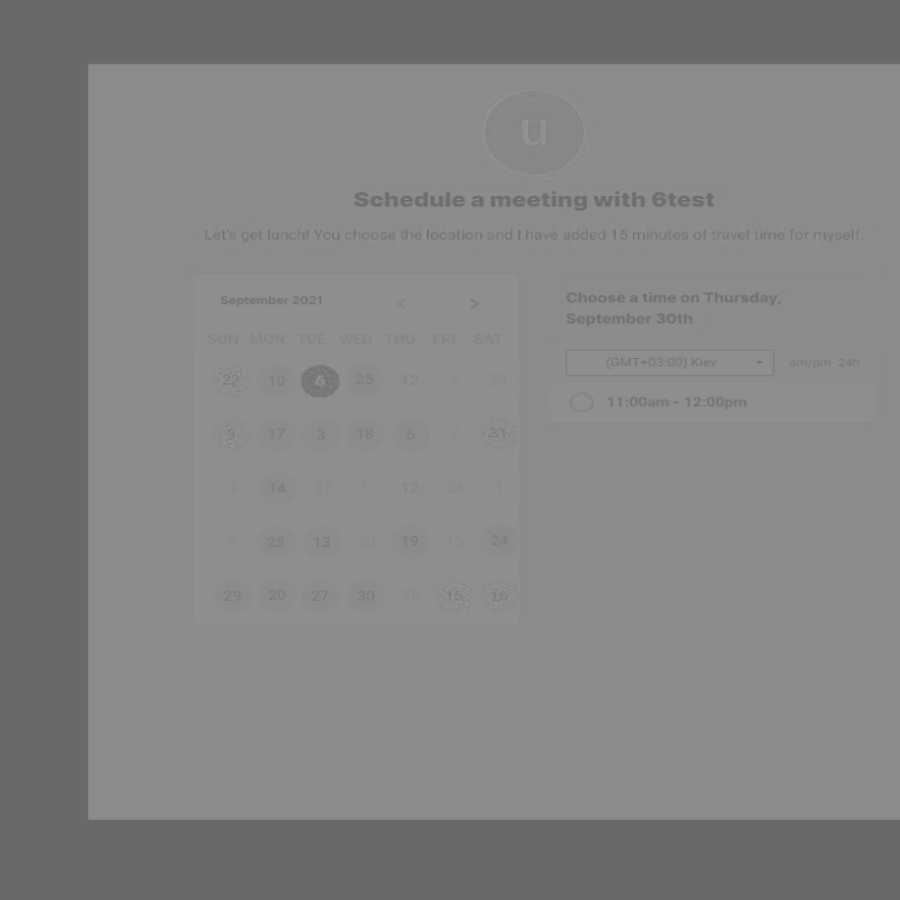 U
Schedule a meeting with 6test
Let's get lunch! You choose the location and I have added 15 minutes of travel time for myself.
September 2021 < >
SUN MON TUE WED THU FRI SAT
22 10 6 25 12 2 29
9 17 3 18 6 7 31
4 14 27 1 12 24 1
3 28 13 30 19 15 24
29 20 27 30 30 15 16
Choose a time on Thursday,
September 30th
(GMT+03:00) Kiev am/pm 24h
11:00am - 12:00pm